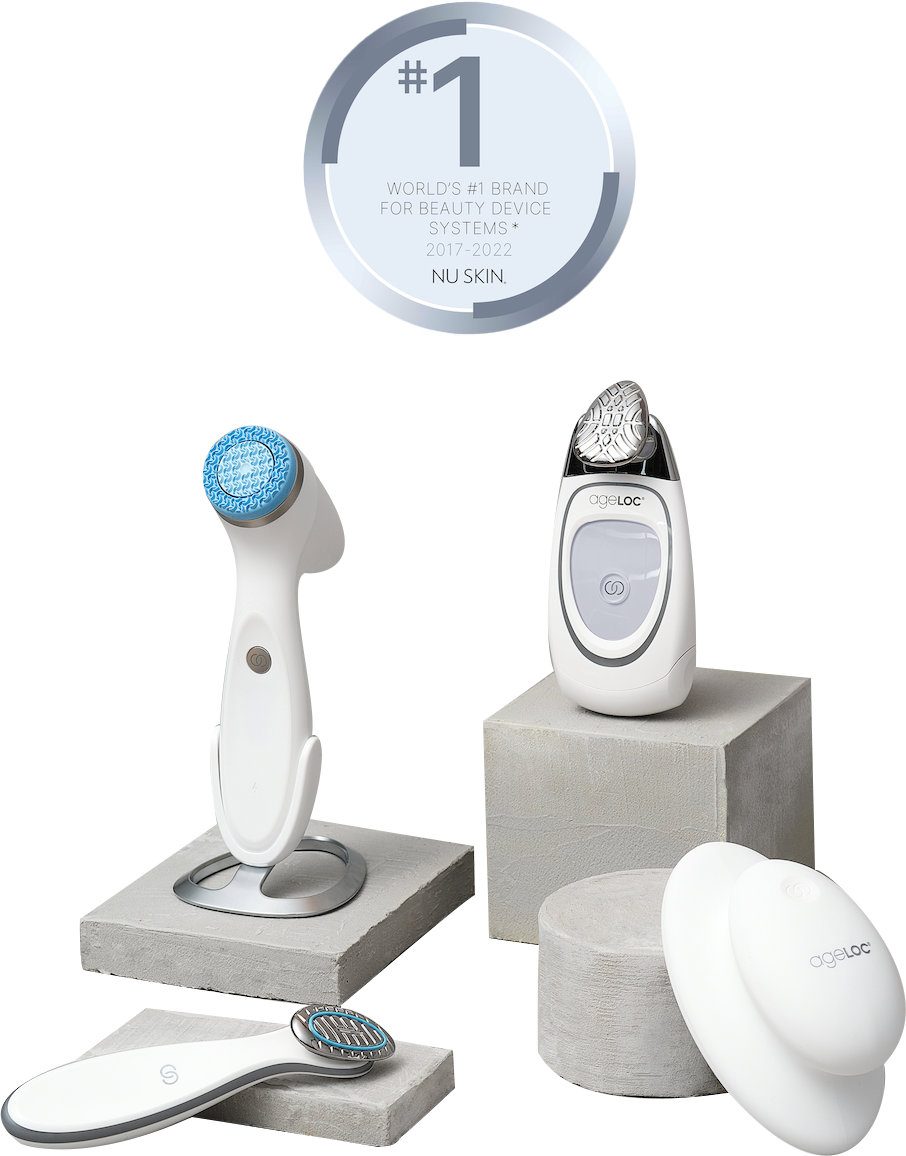 #1
WORLD'S #1 BRAND
FOR BEAUTY DEVICE
SYSTEMS*
2017-2022
NU SKIN®
ageLOC®
ageLOC®